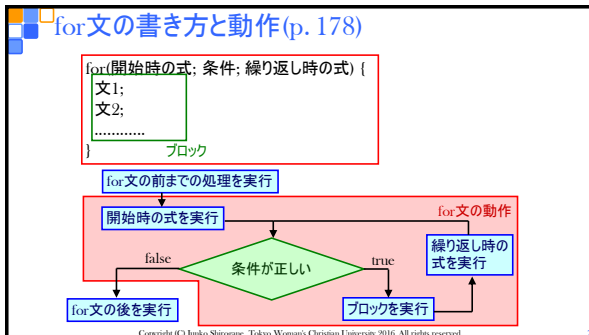 for文の書き方と動作(p. 178)
for(開始時の式; 条件; 繰り返し時の式) {
文1;
文2;
............
}
ブロック
for文の前までの処理を実行
for文の動作
開始時の式を実行
繰り返し時の
式を実行
false
条件が正しい
true
for文の後を実行
ブロックを実行
Copyright (C) Junko Shirogane, Tokyo Woman's Christian University 2016, All rights reserved.